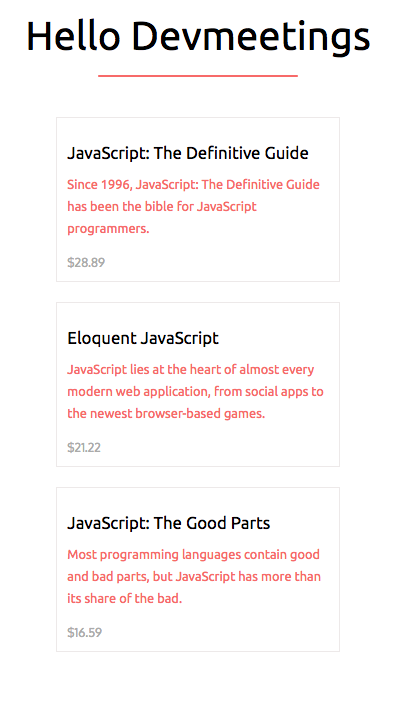 Hello Devmeetings
JavaScript: The Definitive Guide
Since 1996, JavaScript: The Definitive Guide
has been the bible for JavaScript
programmers.
$28.89
Eloquent JavaScript
JavaScript lies at the heart of almost every
modern web application, from social apps to
the newest browser-based games.
$21.22
JavaScript: The Good Parts
Most programming languages contain good
and bad parts, but JavaScript has more than
its share of the bad.
$16.59